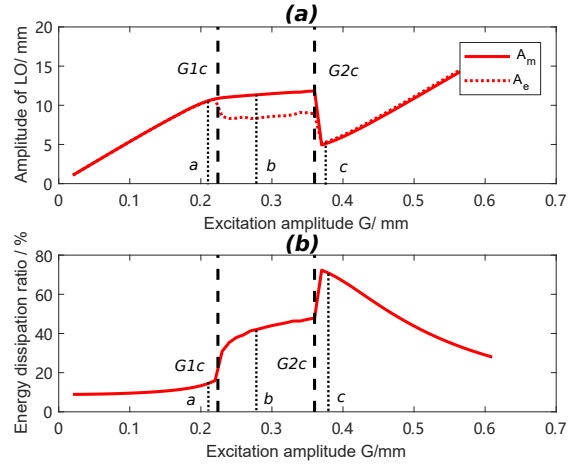 (a)
20
15
10
5
0
Amplitude of LO/ mm
G1c
G2c
a
b
c
A_m
A_e
0 0.1 0.2 0.3 0.4 0.5 0.6 0.7
Excitation amplitude G/ mm
(b)
80
60
40
20
0
Energy dissipation ratio / %
G1c
G2c
a
b
c
0 0.1 0.2 0.3 0.4 0.5 0.6 0.7
Excitation amplitude G/mm